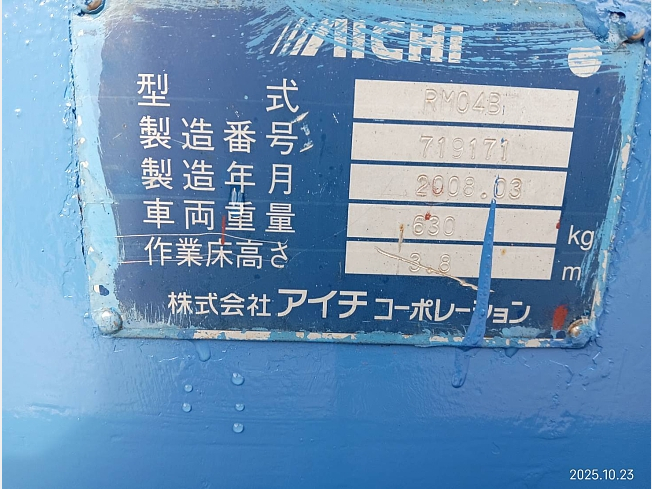 AICHI
型 式 RM04B
製造番号 719171
製造年月 2008.03
車両重量 630 kg
作業床高さ 3.8 m
株式会社 アイチ コーポレーション
2025.10.23